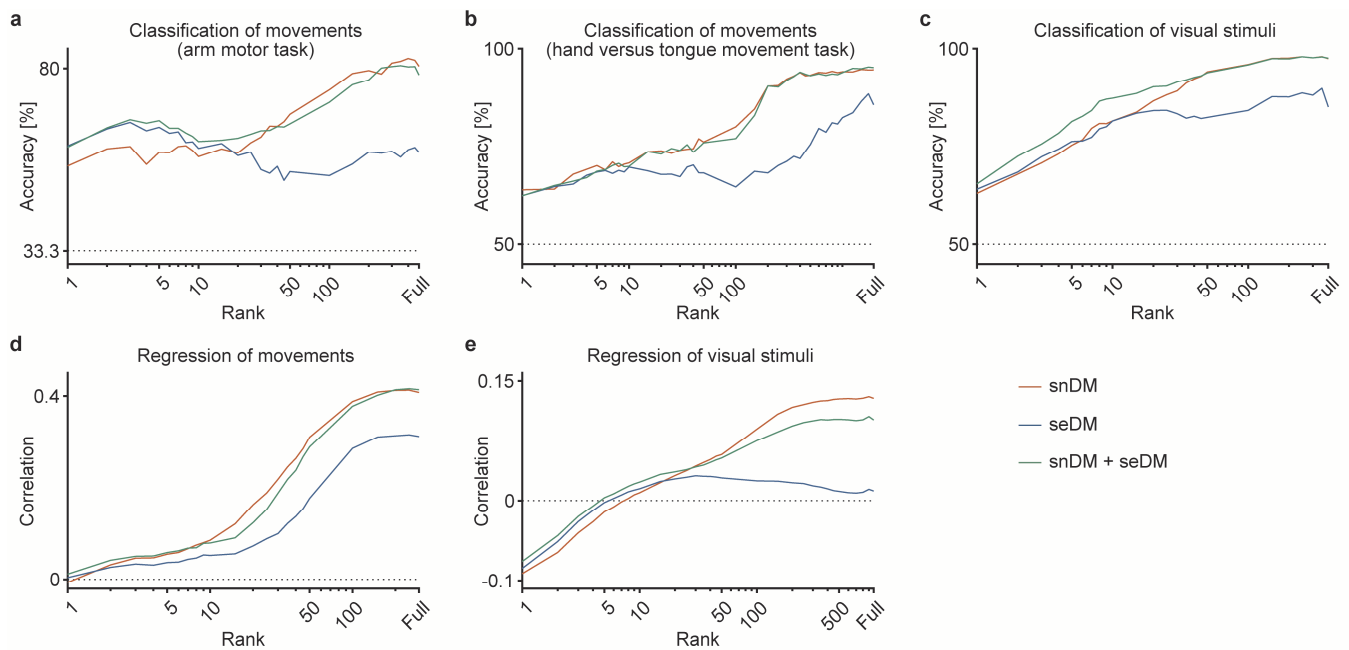 a
Classification of movements
(arm motor task)
80
33.3
Accuracy [%]
1
5
10
50
100
Full
Rank
b
Classification of movements
(hand versus tongue movement task)
100
50
Accuracy [%]
1
5
10
50
100
Full
Rank
c
Classification of visual stimuli
100
50
Accuracy [%]
1
5
10
50
100
Full
Rank
d
Regression of movements
0.4
0
Correlation
1
5
10
50
100
Full
Rank
e
Regression of visual stimuli
0.15
0
-0.1
Correlation
1
5
10
50
100
500
Full
Rank
snDM
seDM
snDM + seDM